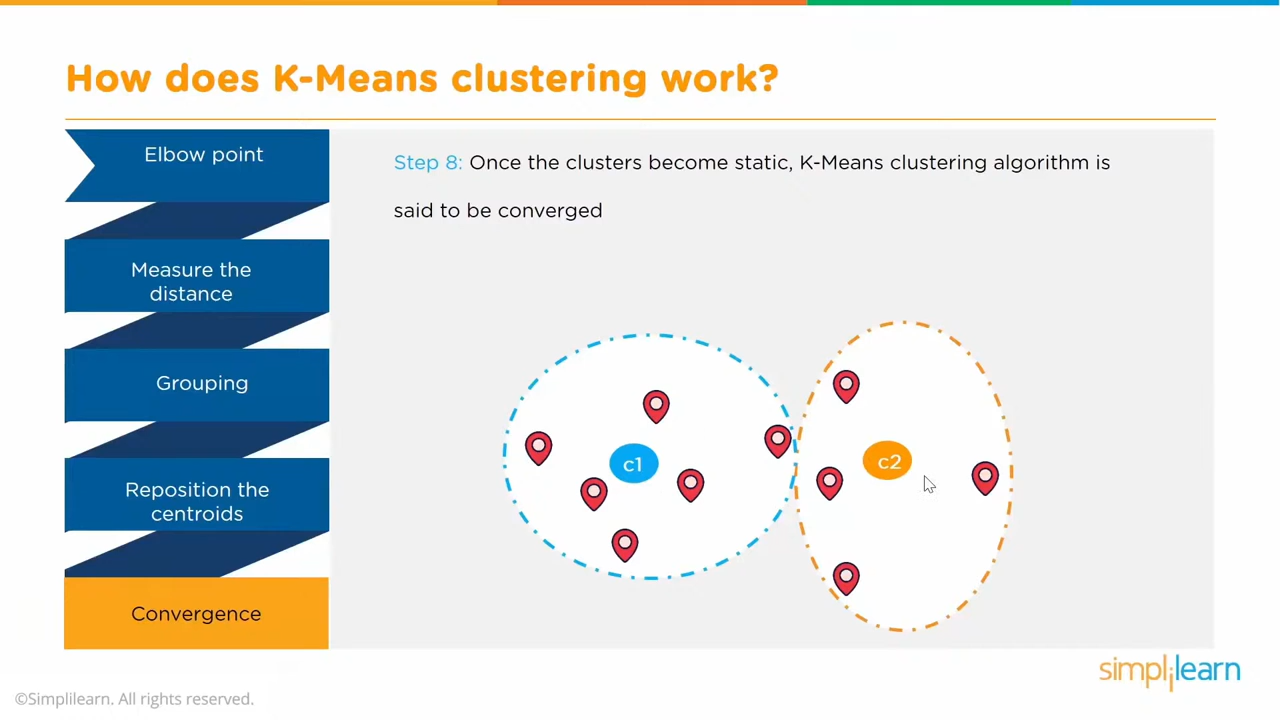 How does K-Means clustering work?
Elbow point
Measure the
distance
Grouping
Reposition the
centroids
Convergence
Step 8: Once the clusters become static, K-Means clustering algorithm is
said to be converged
c1
c2
simplilearn
©Simplilearn. All rights reserved.